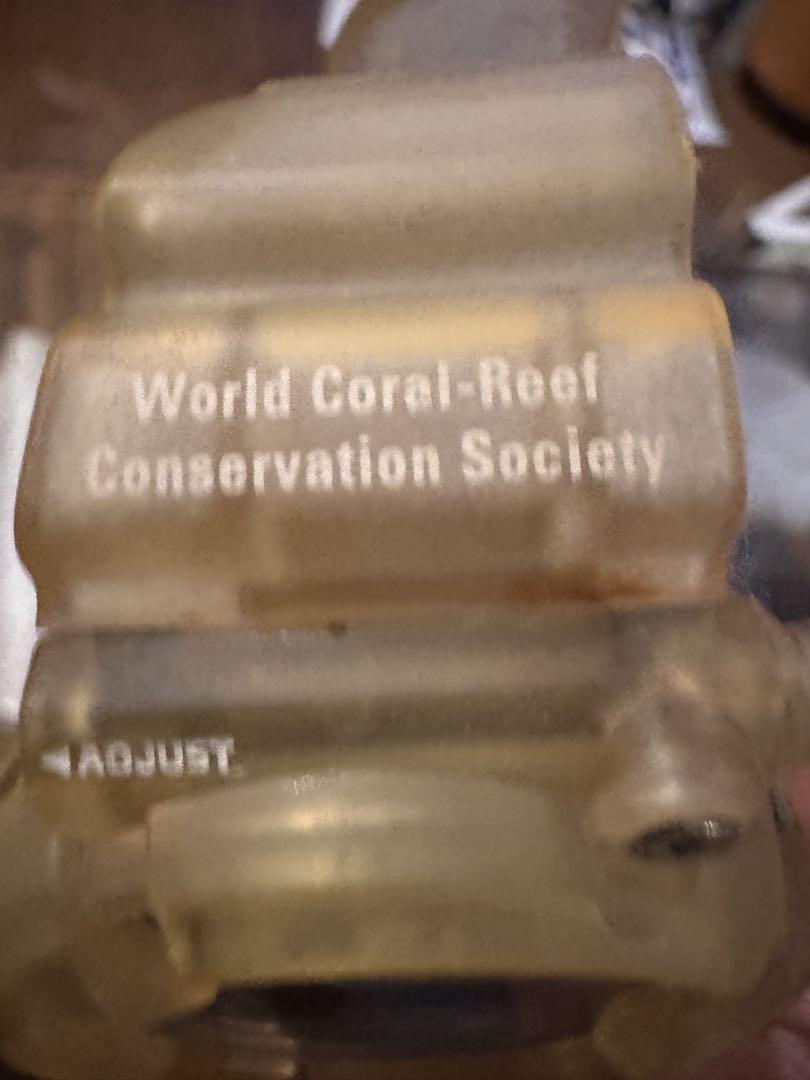 World Coral-Reef
Conservation Society
◄ADJUST